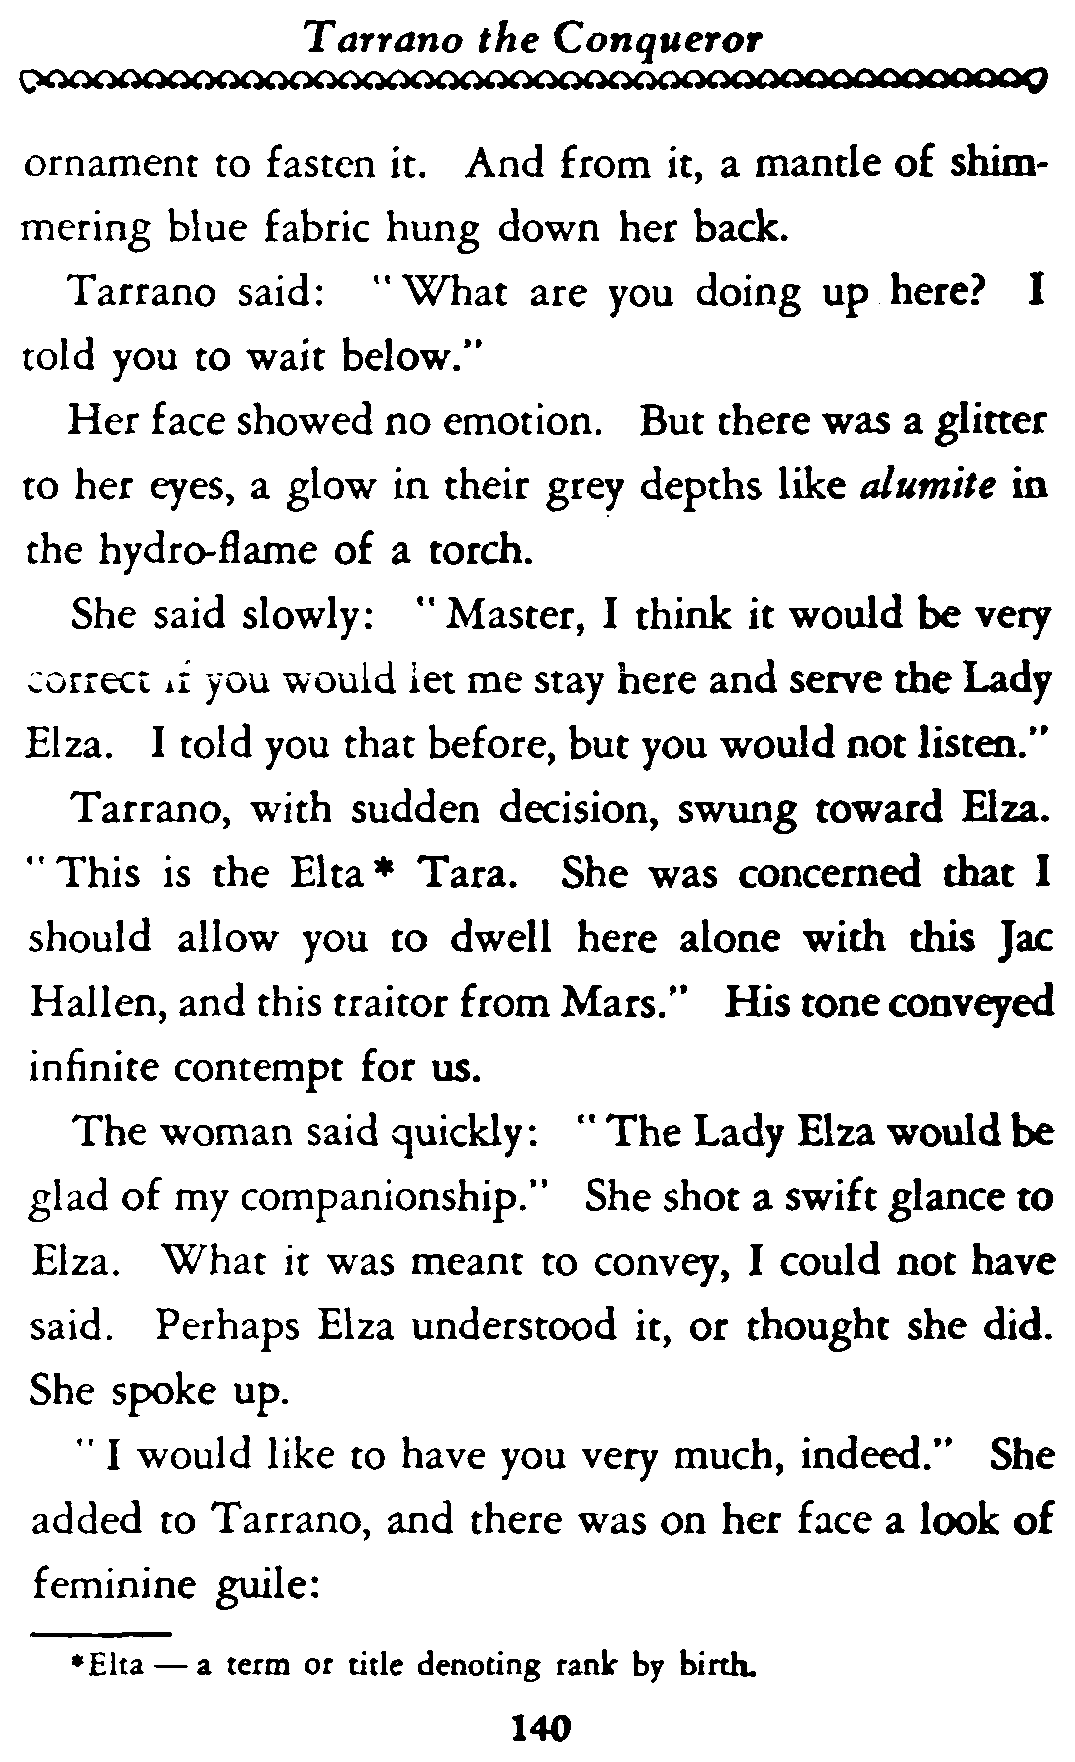 Tarrano the Conqueror
ornament to fasten it. And from it, a mantle of shim-
mering blue fabric hung down her back.
Tarrano said: "What are you doing up here? I
told you to wait below."
Her face showed no emotion. But there was a glitter
to her eyes, a glow in their grey depths like alumite in
the hydro-flame of a torch.
She said slowly: "Master, I think it would be very
correct if you would let me stay here and serve the Lady
Elza. I told you that before, but you would not listen."
Tarrano, with sudden decision, swung toward Elza.
"This is the Elta* Tara. She was concerned that I
should allow you to dwell here alone with this Jac
Hallen, and this traitor from Mars." His tone conveyed
infinite contempt for us.
The woman said quickly: "The Lady Elza would be
glad of my companionship." She shot a swift glance to
Elza. What it was meant to convey, I could not have
said. Perhaps Elza understood it, or thought she did.
She spoke up.
"I would like to have you very much, indeed." She
added to Tarrano, and there was on her face a look of
feminine guile:
*Elta — a term or title denoting rank by birth.
140